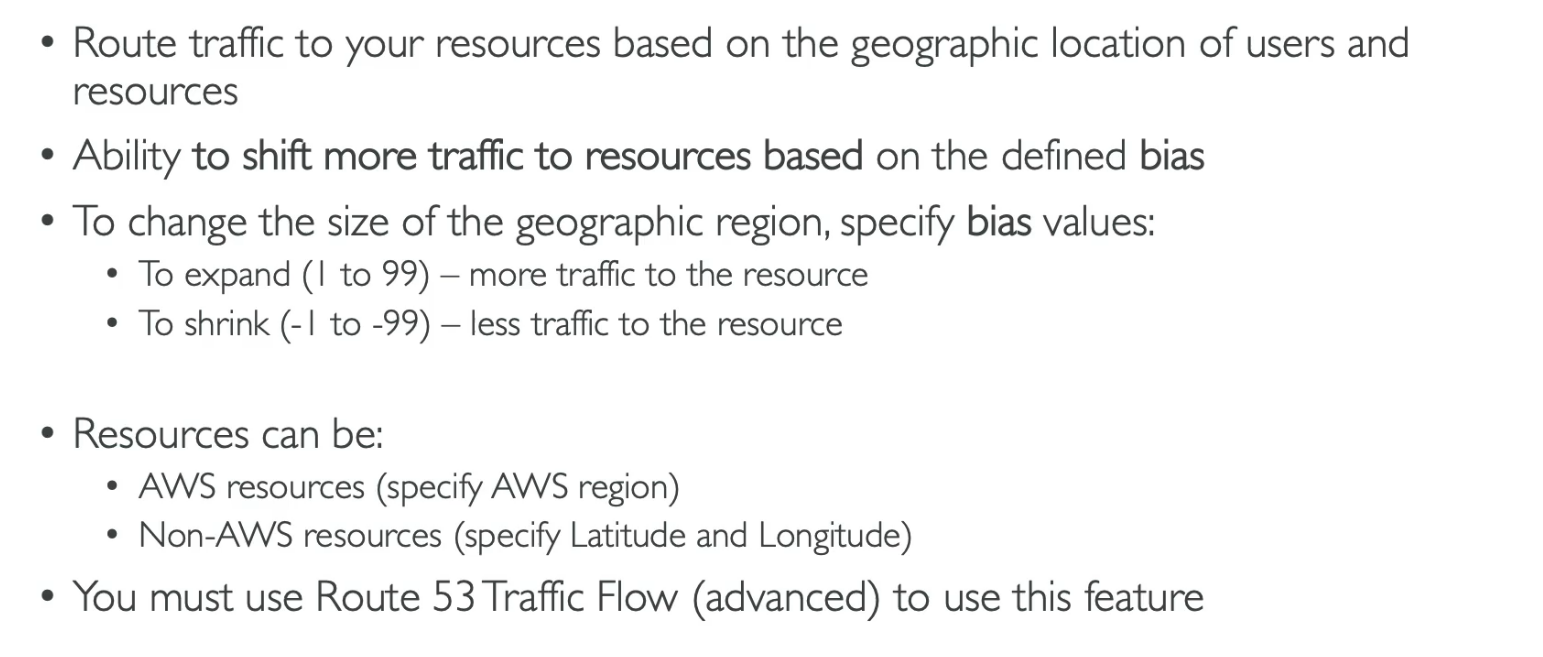 • Route traffic to your resources based on the geographic location of users and
resources
• Ability to shift more traffic to resources based on the defined bias
• To change the size of the geographic region, specify bias values:
• To expand (1 to 99) – more traffic to the resource
• To shrink (-1 to -99) – less traffic to the resource
• Resources can be:
• AWS resources (specify AWS region)
• Non-AWS resources (specify Latitude and Longitude)
• You must use Route 53 Traffic Flow (advanced) to use this feature